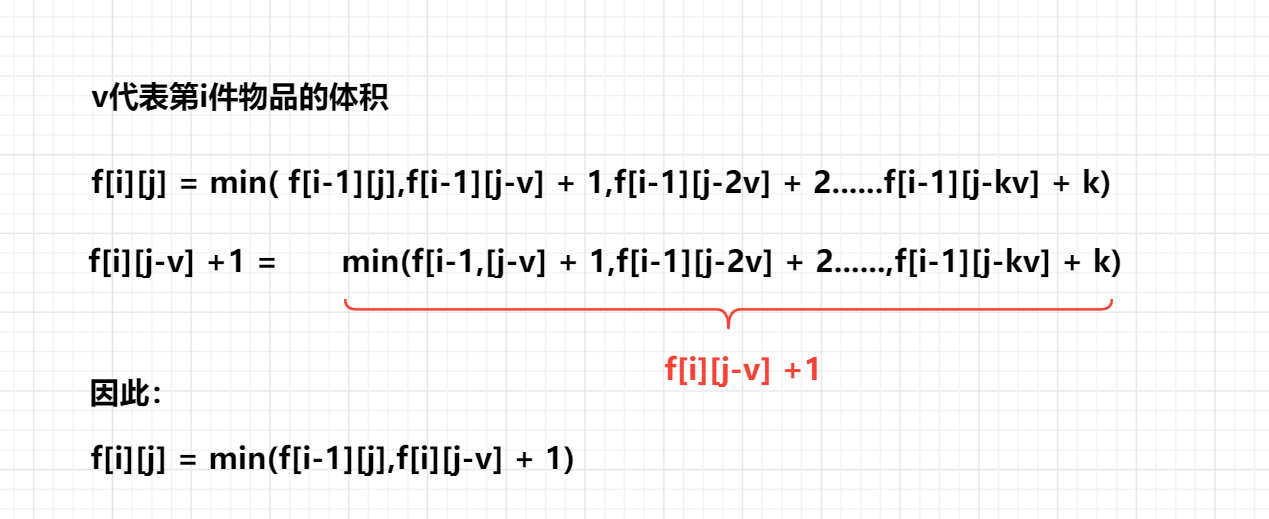 v代表第i件物品的体积
f[i][j] = min( f[i-1][j],f[i-1][j-v] + 1,f[i-1][j-2v] + 2......f[i-1][j-kv] + k)
f[i][j-v] +1 = min(f[i-1,[j-v] + 1,f[i-1][j-2v] + 2......,f[i-1][j-kv] + k)
f[i][j-v] +1
因此：
f[i][j] = min(f[i-1][j],f[i][j-v] + 1)